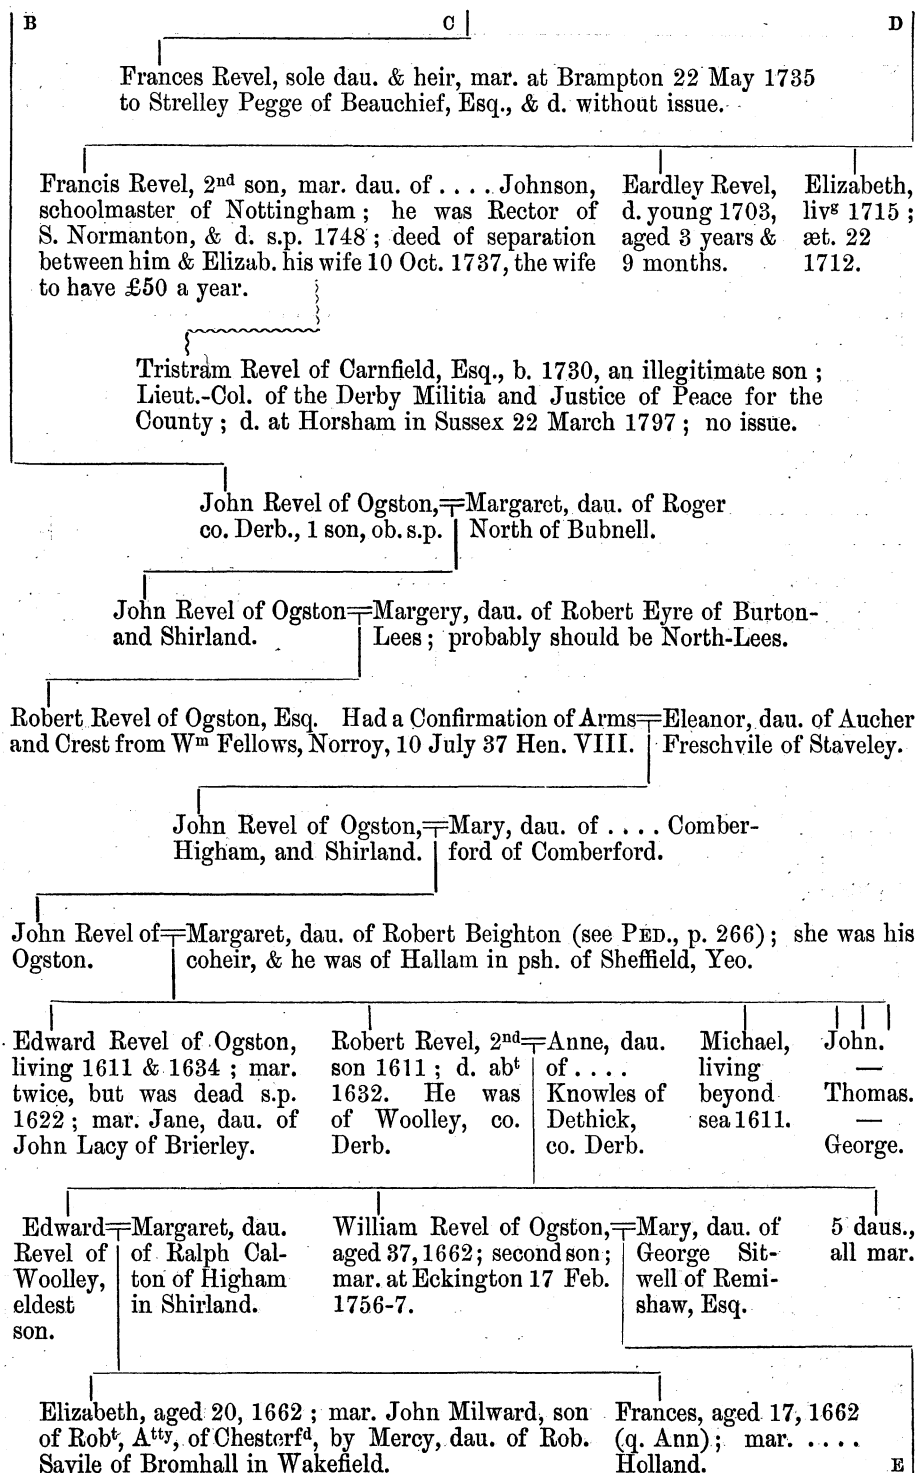 B C D
Frances Revel, sole dau. & heir, mar. at Brampton 22 May 1735
to Strelley Pegge of Beauchief, Esq., & d. without issue.
Francis Revel, 2nd son, mar. dau. of . . . . Johnson,
schoolmaster of Nottingham ; he was Rector of
S. Normanton, & d. s.p. 1748 ; deed of separation
between him & Elizab. his wife 10 Oct. 1737, the wife
to have £50 a year.
Eardley Revel,
d. young 1703,
aged 3 years &
9 months.
Elizabeth,
livg 1715 ;
æt. 22
1712.
Tristram Revel of Carnfield, Esq., b. 1730, an illegitimate son ;
Lieut.-Col. of the Derby Militia and Justice of Peace for the
County ; d. at Horsham in Sussex 22 March 1797 ; no issue.
John Revel of Ogston,
co. Derb., 1 son, ob. s.p.
Margaret, dau. of Roger
North of Bubnell.
John Revel of Ogston
and Shirland.
Margery, dau. of Robert Eyre of Burton-
Lees ; probably should be North-Lees.
Robert Revel of Ogston, Esq. Had a Confirmation of Arms
and Crest from Wm Fellows, Norroy, 10 July 37 Hen. VIII.
Eleanor, dau. of Aucher
Freschvile of Staveley.
John Revel of Ogston,
Higham, and Shirland.
Mary, dau. of . . . . Comber-
ford of Comberford.
John Revel of
Ogston.
Margaret, dau. of Robert Beighton (see PED., p. 266) ; she was his
coheir, & he was of Hallam in psh. of Sheffield, Yeo.
Edward Revel of Ogston,
living 1611 & 1634 ; mar.
twice, but was dead s.p.
1622 ; mar. Jane, dau. of
John Lacy of Brierley.
Robert Revel, 2nd
son 1611 ; d. abt
1632. He was
of Woolley, co.
Derb.
Anne, dau.
of . . . .
Knowles of
Dethick,
co. Derb.
Michael,
living
beyond
sea 1611.
John.
—
Thomas.
—
George.
Edward
Revel of
Woolley,
eldest
son.
Margaret, dau.
of Ralph Cal-
ton of Higham
in Shirland.
William Revel of Ogston,
aged 37, 1662 ; second son ;
mar. at Eckington 17 Feb.
1756-7.
Mary, dau. of
George Sit-
well of Remi-
shaw, Esq.
5 daus.,
all mar.
Elizabeth, aged 20, 1662 ; mar. John Milward, son
of Robt, Atty, of Chesterfd, by Mercy, dau. of Rob.
Savile of Bromhall in Wakefield.
Frances, aged 17, 1662
(q. Ann) ; mar. . . . .
Holland.
E